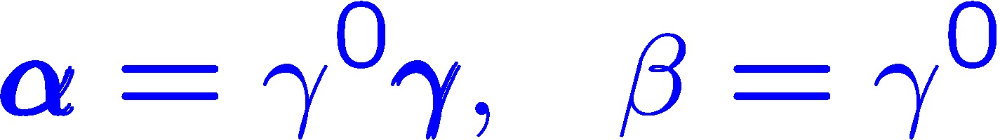 α = γ⁰γ, β = γ⁰